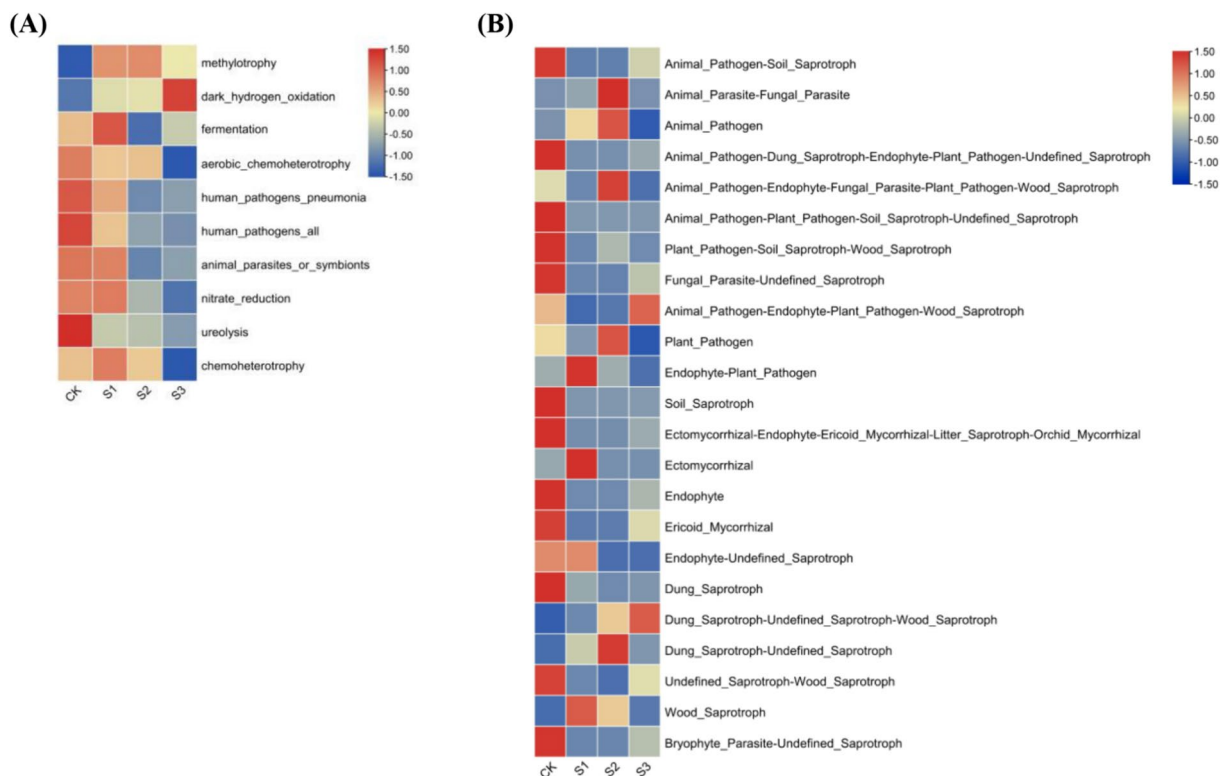 (A)
1.50
1.00
0.50
0.00
-0.50
-1.00
-1.50
methylotrophy
dark_hydrogen_oxidation
fermentation
aerobic_chemoheterotrophy
human_pathogens_pneumonia
human_pathogens_all
animal_parasites_or_symbionts
nitrate_reduction
ureolysis
chemoheterotrophy
CK
S1
S2
S3
(B)
1.50
1.00
0.50
0.00
-0.50
-1.00
-1.50
Animal_Pathogen-Soil_Saprotroph
Animal_Parasite-Fungal_Parasite
Animal_Pathogen
Animal_Pathogen-Dung_Saprotroph-Endophyte-Plant_Pathogen-Undefined_Saprotroph
Animal_Pathogen-Endophyte-Fungal_Parasite-Plant_Pathogen-Wood_Saprotroph
Animal_Pathogen-Plant_Pathogen-Soil_Saprotroph-Undefined_Saprotroph
Plant_Pathogen-Soil_Saprotroph-Wood_Saprotroph
Fungal_Parasite-Undefined_Saprotroph
Animal_Pathogen-Endophyte-Plant_Pathogen-Wood_Saprotroph
Plant_Pathogen
Endophyte-Plant_Pathogen
Soil_Saprotroph
Ectomycorrhizal-Endophyte-Ericoid_Mycorrhizal-Litter_Saprotroph-Orchid_Mycorrhizal
Ectomycorrhizal
Endophyte
Ericoid_Mycorrhizal
Endophyte-Undefined_Saprotroph
Dung_Saprotroph
Dung_Saprotroph-Undefined_Saprotroph-Wood_Saprotroph
Dung_Saprotroph-Undefined_Saprotroph
Undefined_Saprotroph-Wood_Saprotroph
Wood_Saprotroph
Bryophyte_Parasite-Undefined_Saprotroph
CK
S1
S2
S3